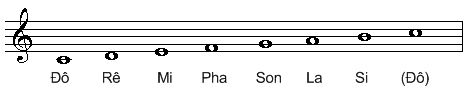 Đô Rê Mi Pha Son La Si (Đô)